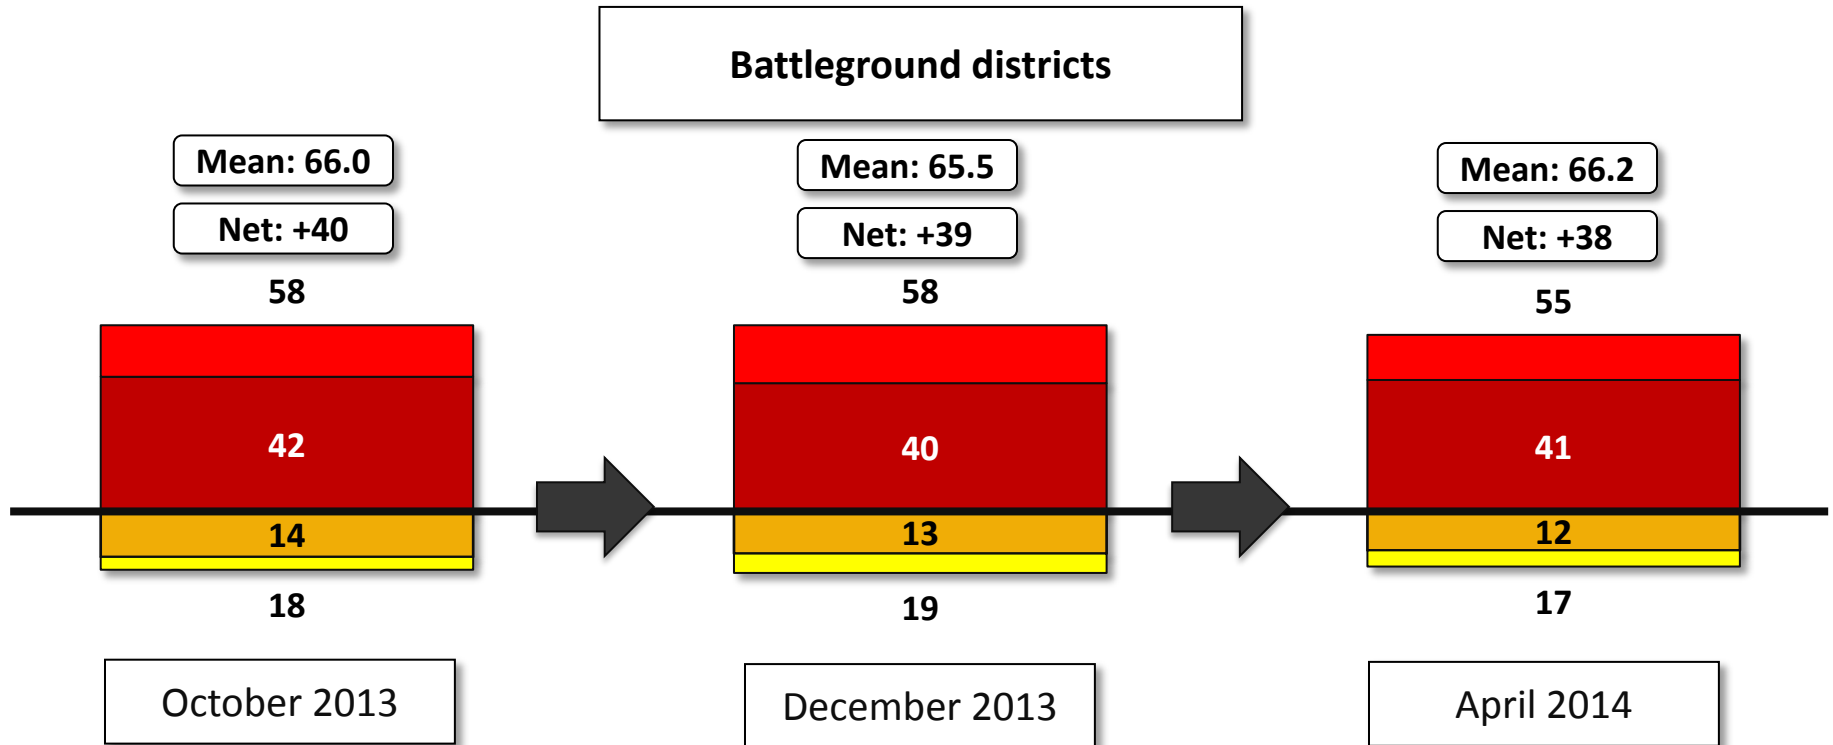 Battleground districts
Mean: 66.0
Net: +40
58
42
14
18
October 2013
Mean: 65.5
Net: +39
58
40
13
19
December 2013
Mean: 66.2
Net: +38
55
41
12
17
April 2014